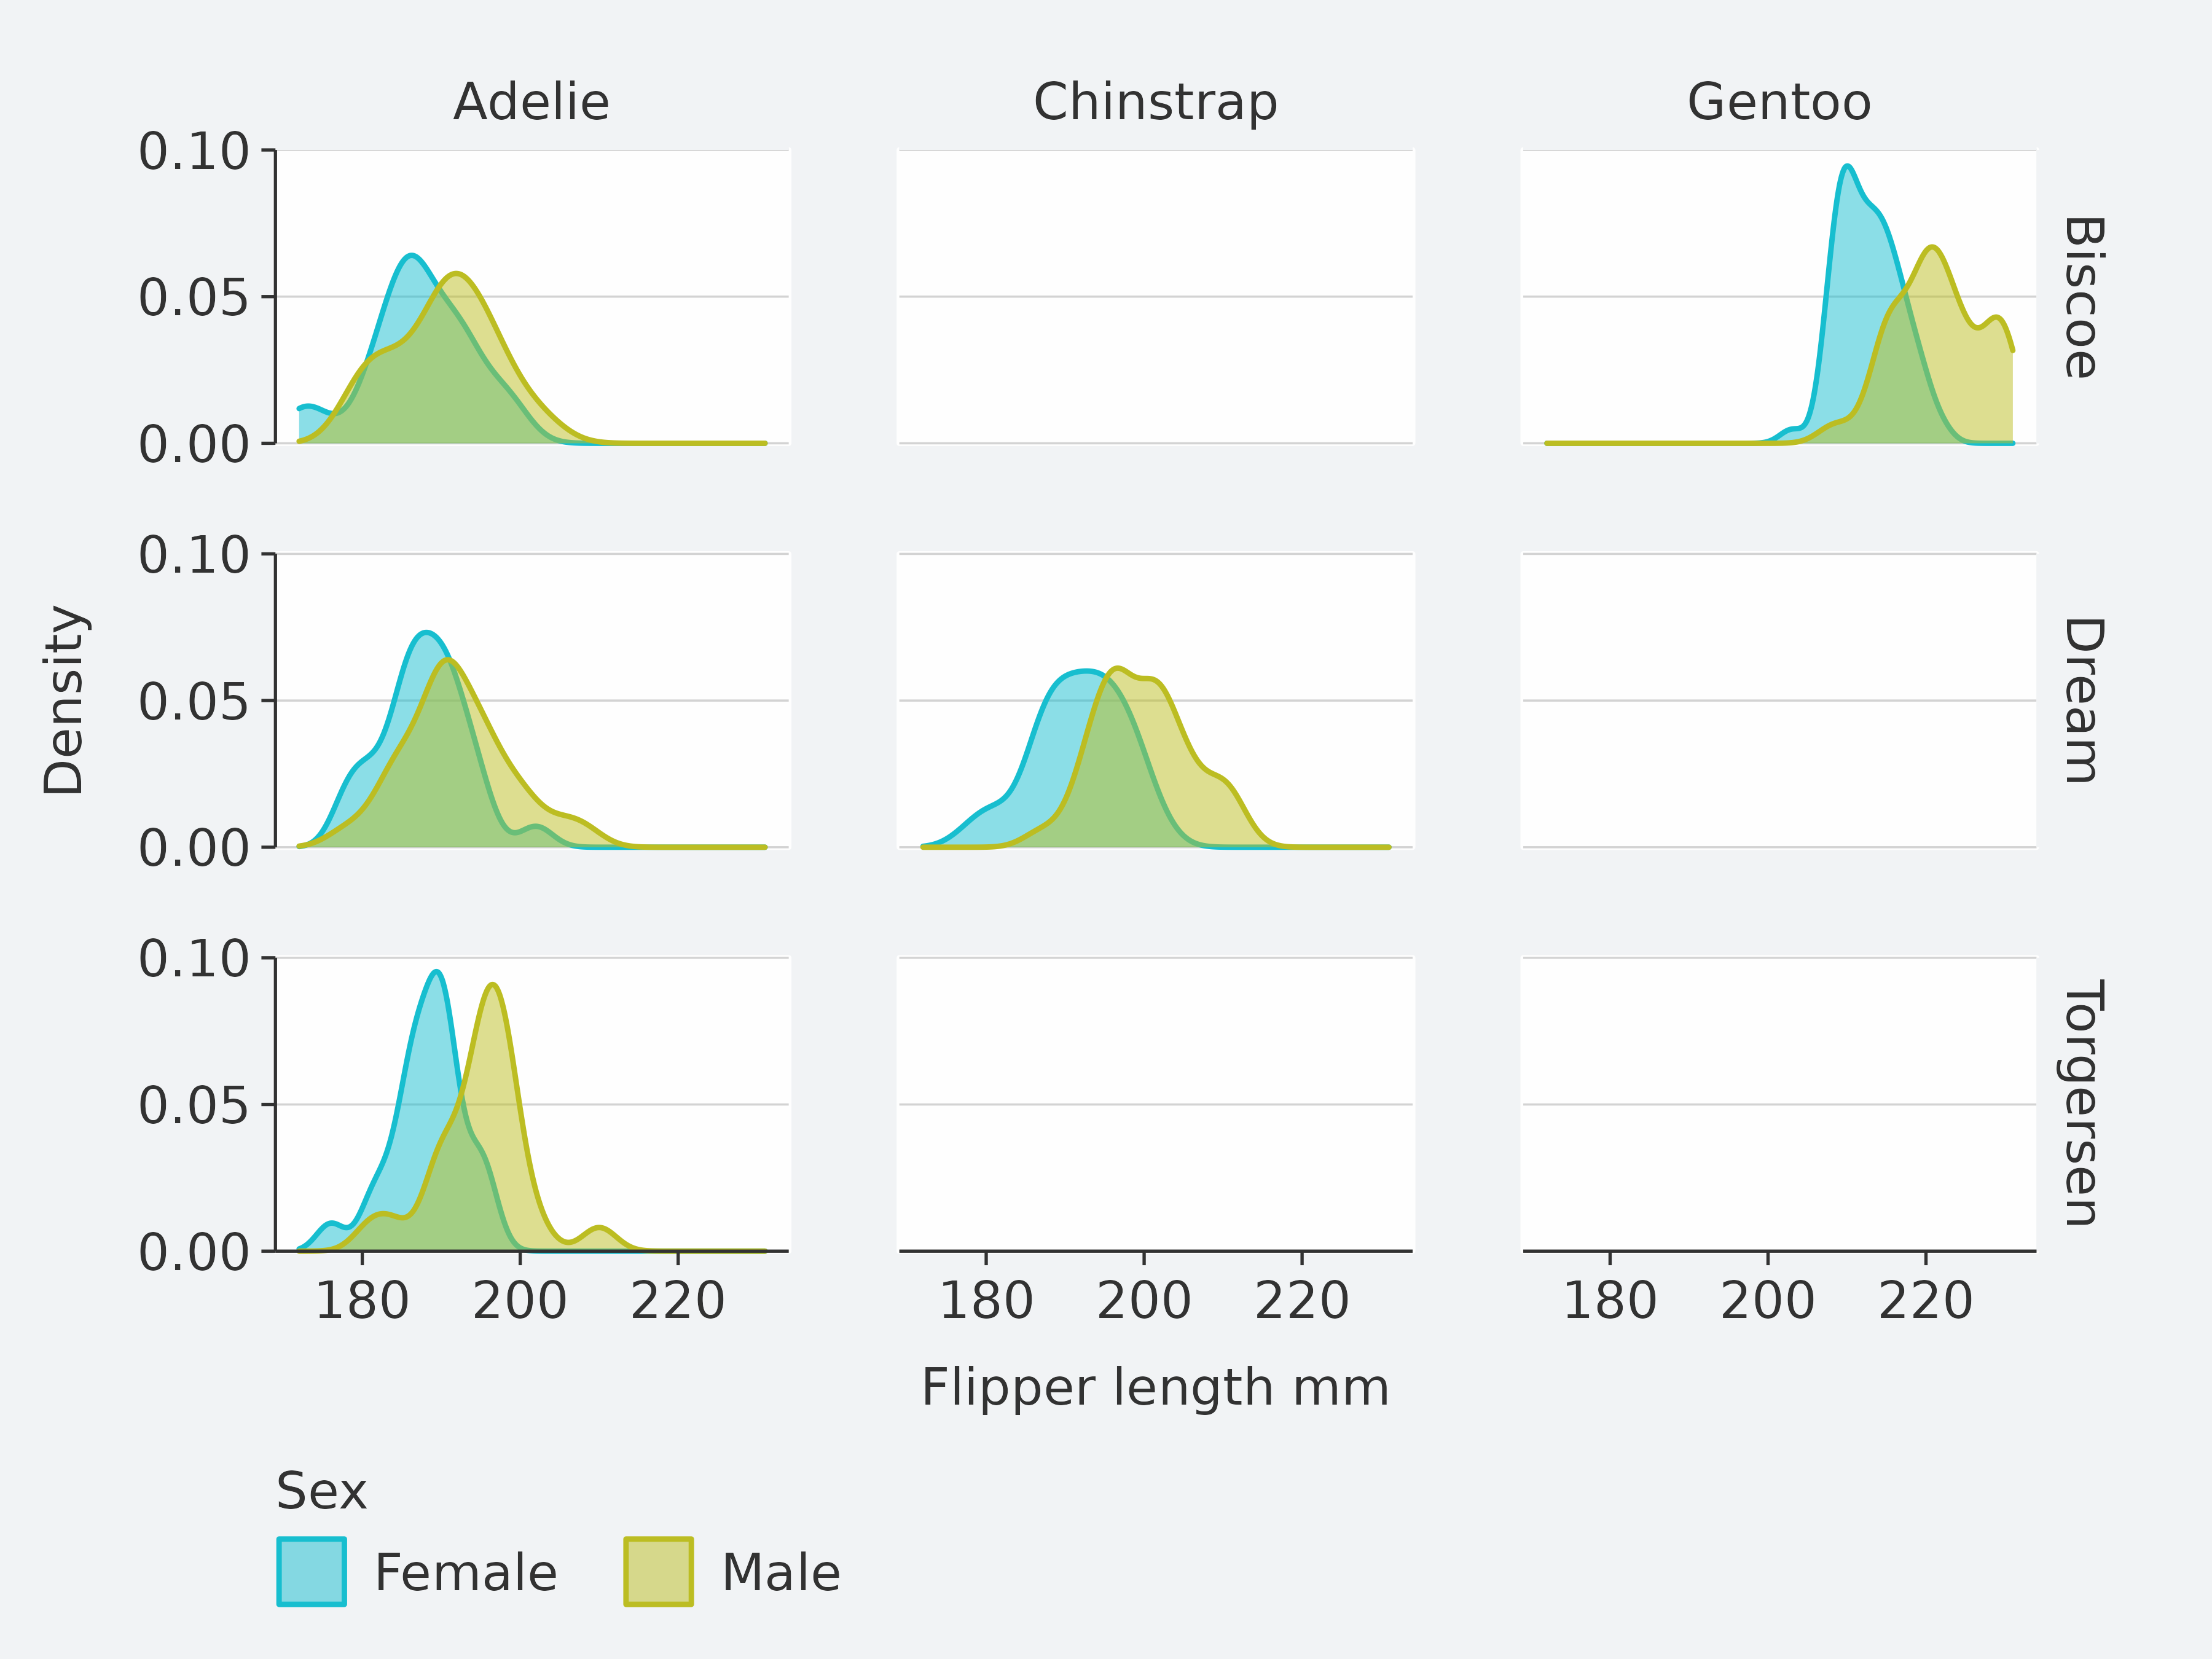 Adelie
Chinstrap
Gentoo
0.10
0.05
0.00
Biscoe
Density
0.10
0.05
0.00
Dream
0.10
0.05
0.00
Torgersen
180 200 220
180 200 220
180 200 220
Flipper length mm
Sex
Female
Male